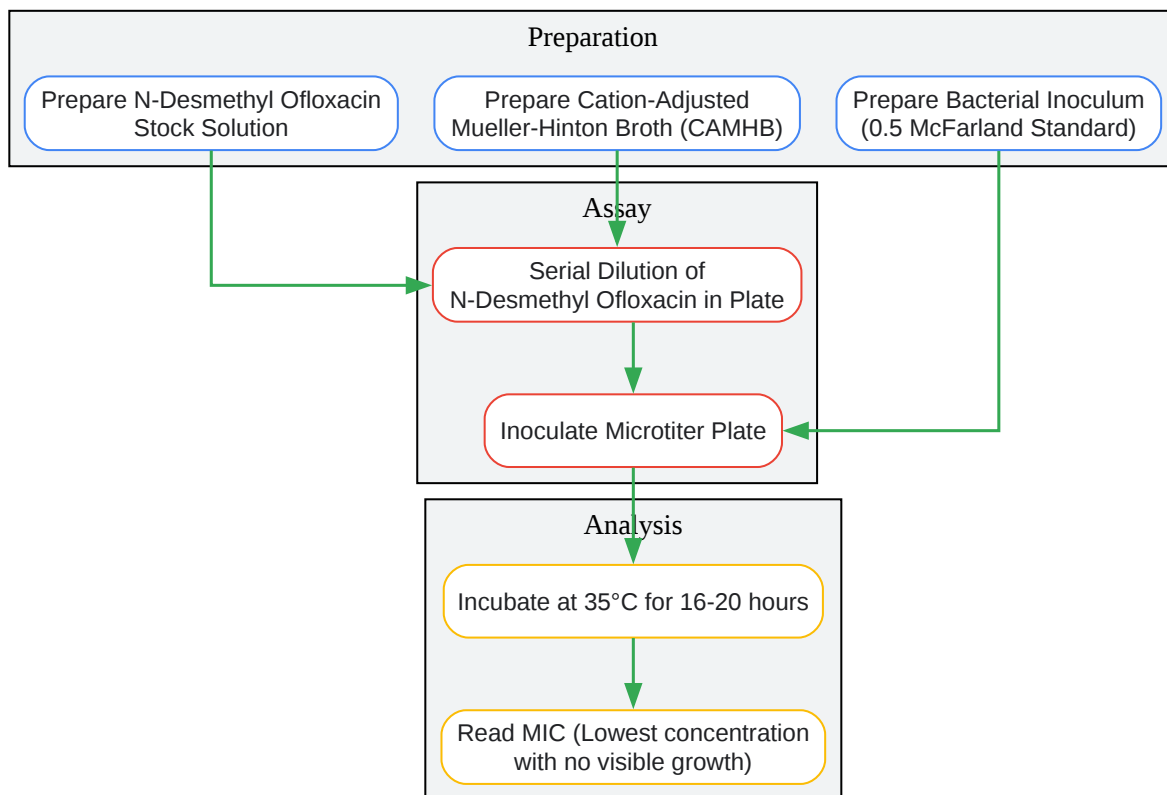 Preparation
Prepare N-Desmethyl Ofloxacin
Stock Solution
Prepare Cation-Adjusted
Mueller-Hinton Broth (CAMHB)
Prepare Bacterial Inoculum
(0.5 McFarland Standard)
Assay
Serial Dilution of
N-Desmethyl Ofloxacin in Plate
Inoculate Microtiter Plate
Analysis
Incubate at 35°C for 16-20 hours
Read MIC (Lowest concentration
with no visible growth)